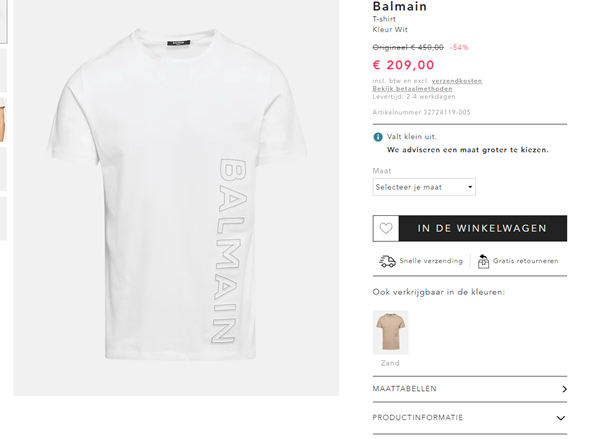 Balmain
T-shirt
Kleur Wit
Origineel € 450,00 -54%
€ 209,00
incl. btw en excl. verzendkosten
Bekijk betaalmethoden
Levertijd: 2-4 werkdagen
Artikelnummer 32724119-005
Valt klein uit.
We adviseren een maat groter te kiezen.
Maat
Selecteer je maat
IN DE WINKELWAGEN
Snelle verzending
Gratis retourneren
Ook verkrijgbaar in de kleuren:
Zand
MAATTABELLEN
PRODUCTINFORMATIE
BALMAIN